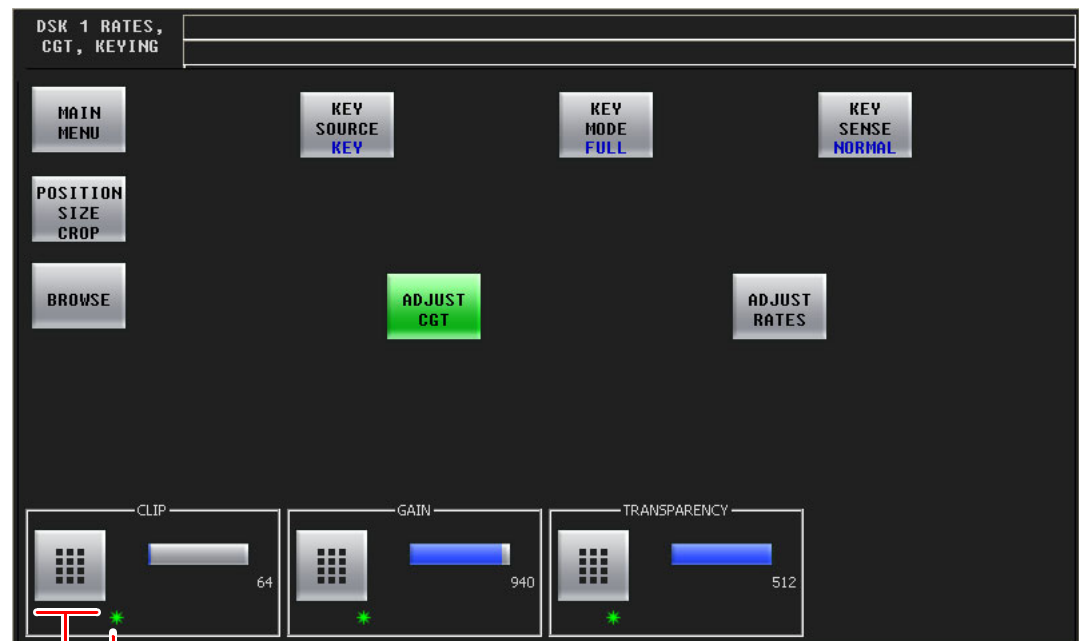 DSK 1 RATES,
CGT, KEYING
MAIN
MENU
KEY
SOURCE
KEY
KEY
MODE
FULL
KEY
SENSE
NORMAL
POSITION
SIZE
CROP
BROWSE
ADJUST
CGT
ADJUST
RATES
CLIP
64
GAIN
940
TRANSPARENCY
512